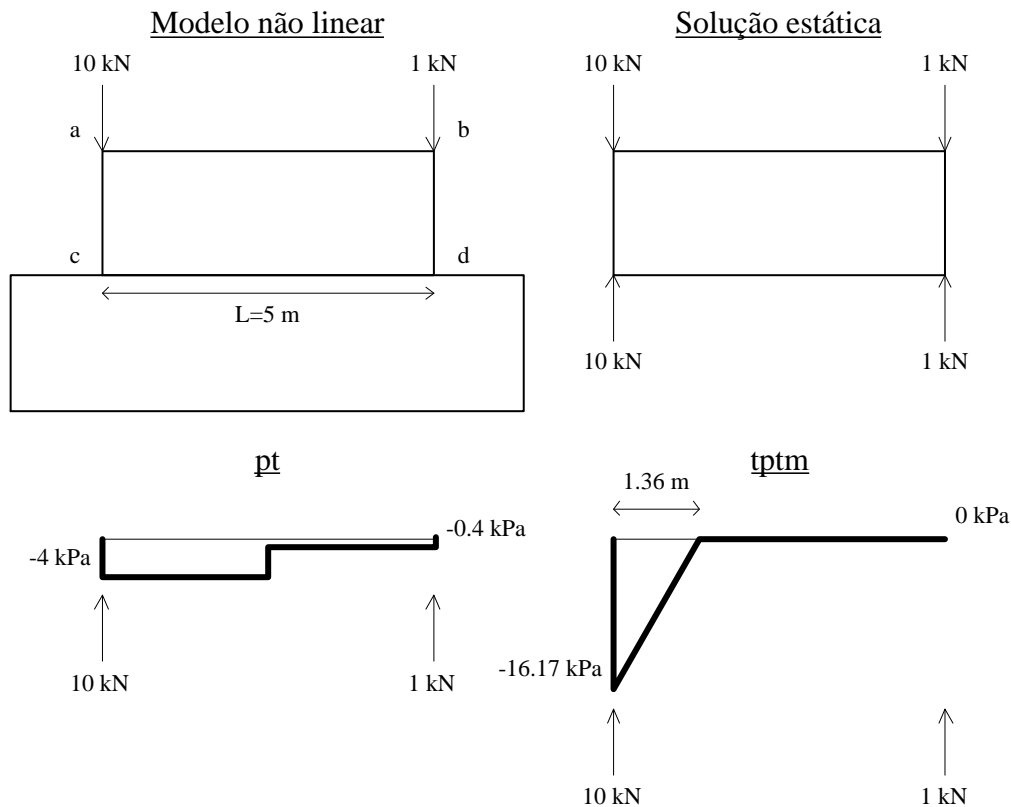 Modelo não linear
Solução estática
10 kN
1 kN
10 kN
1 kN
a
b
c
d
L=5 m
10 kN
1 kN
pt
tptm
1.36 m
-0.4 kPa
0 kPa
-4 kPa
-16.17 kPa
10 kN
1 kN
10 kN
1 kN